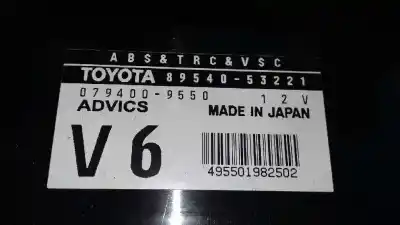 ABS&TRC&VSC
TOYOTA 89540-53221
079400-9550 12V
ADVICS MADE IN JAPAN
V6
495501982502